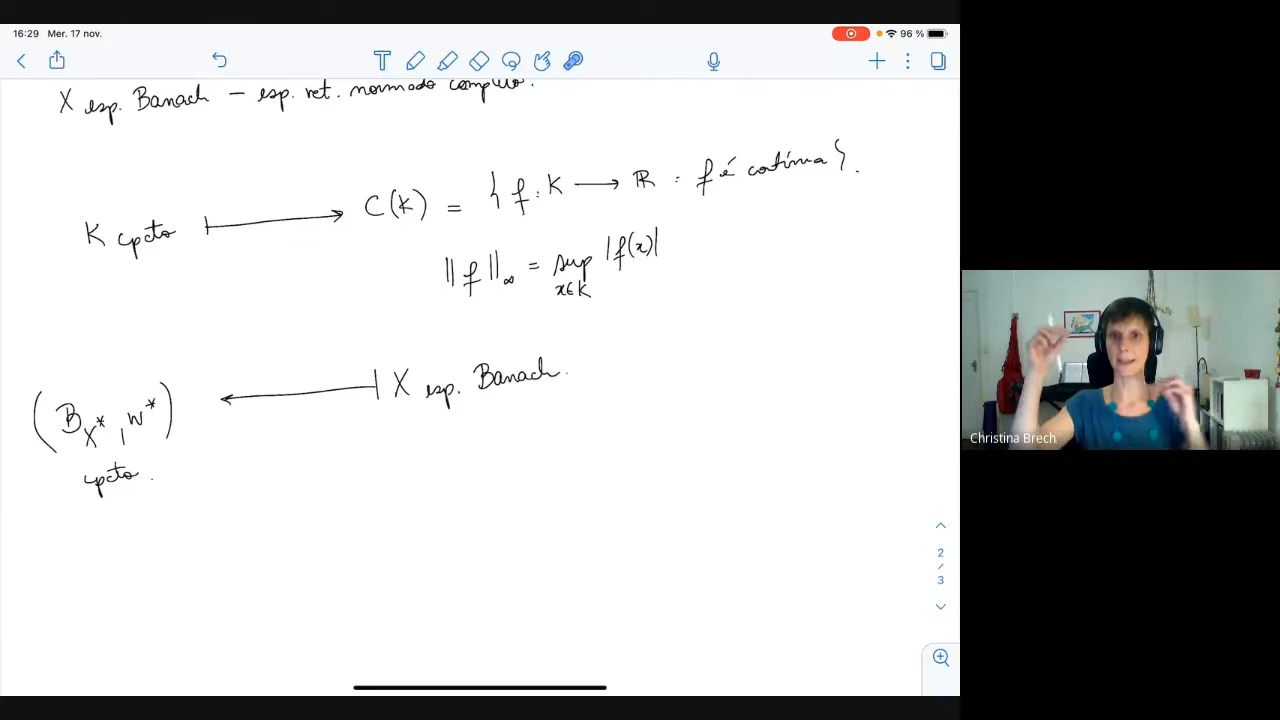 16:29 Mer. 17 nov. 96 %
X esp. Banach – esp. vet. normado completo.
K cpcto ⟼ C(K) = { f : K ⟶ ℝ : f é contínua }.
‖f‖∞ = sup |f(x)|
x∈K
(B_X*, w*) ⟻ X esp. Banach.
cpcto.
Christina Brech
2
/
3